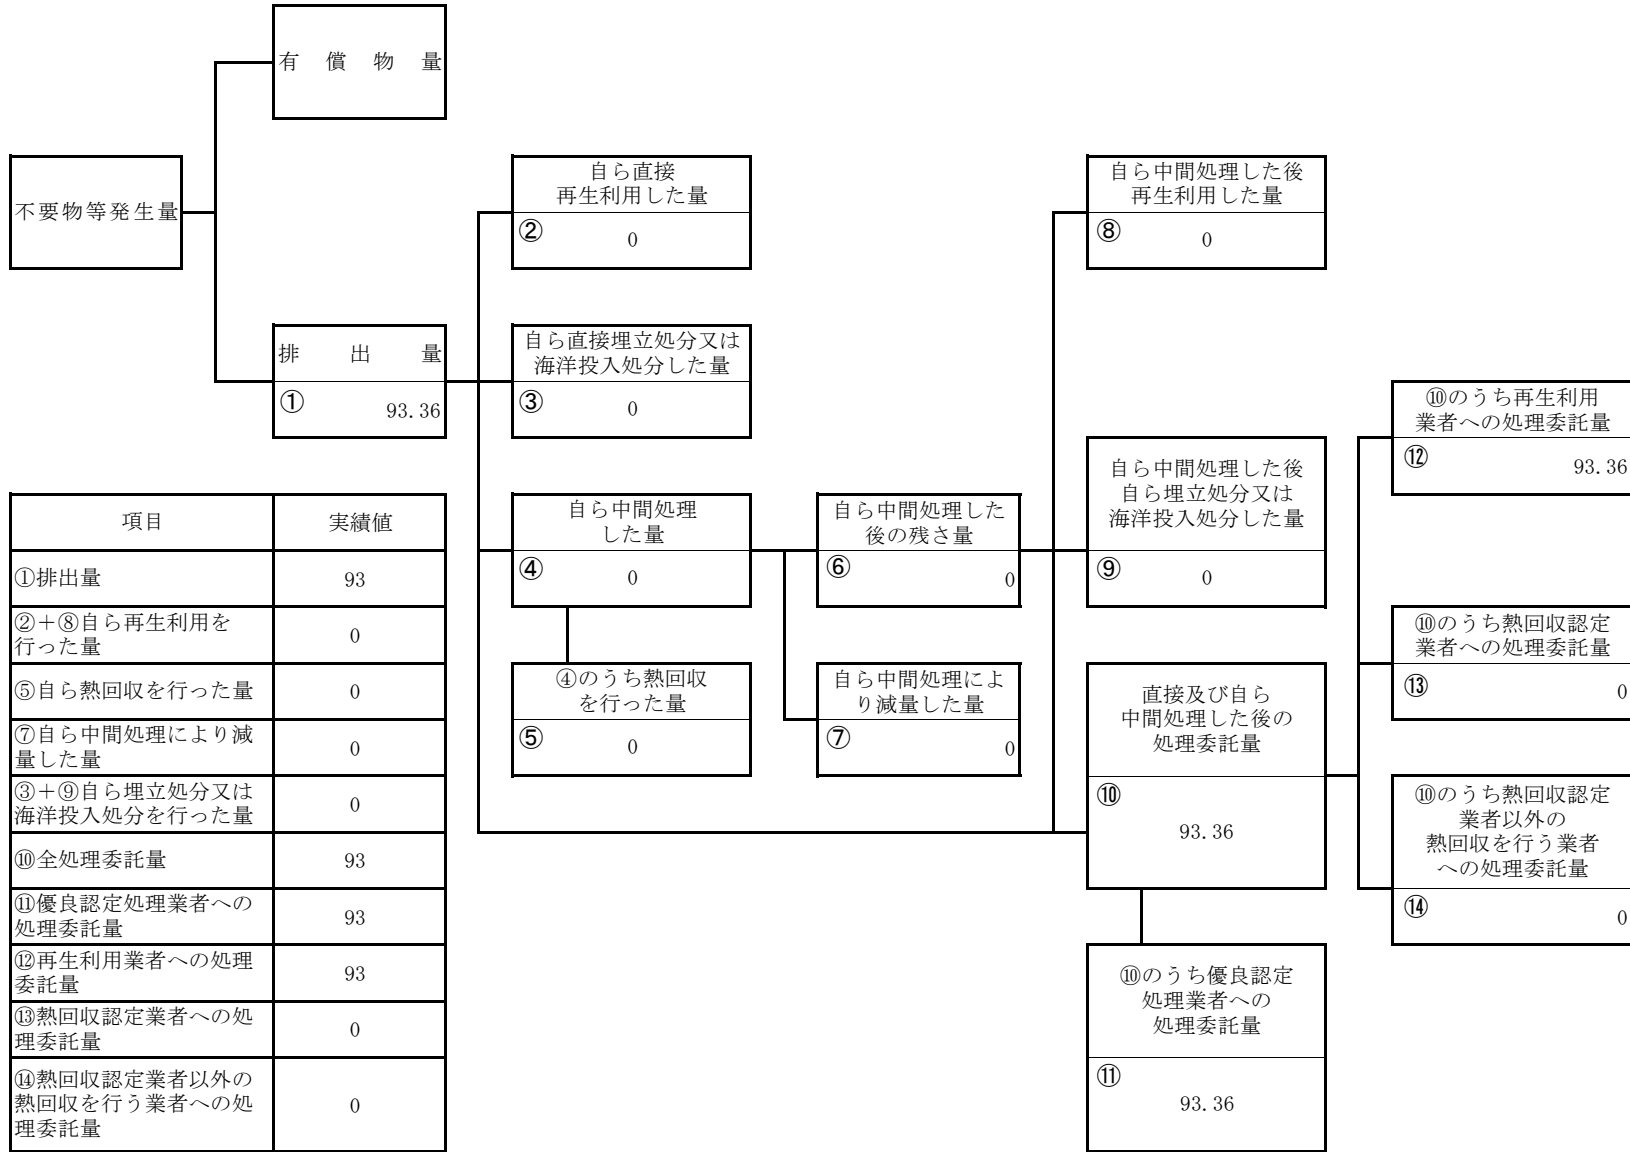 有償物量
不要物等発生量
排出量
① 93.36
自ら直接
再生利用した量
② 0
自ら直接埋立処分又は
海洋投入処分した量
③ 0
自ら中間処理
した量
④ 0
④のうち熱回収
を行った量
⑤ 0
自ら中間処理した
後の残さ量
⑥ 0
自ら中間処理によ
り減量した量
⑦ 0
自ら中間処理した後
再生利用した量
⑧ 0
自ら中間処理した後
自ら埋立処分又は
海洋投入処分した量
⑨ 0
直接及び自ら
中間処理した後の
処理委託量
⑩
93.36
⑩のうち優良認定
処理業者への
処理委託量
⑪
93.36
⑩のうち再生利用
業者への処理委託量
⑫ 93.36
⑩のうち熱回収認定
業者への処理委託量
⑬ 0
⑩のうち熱回収認定
業者以外の
熱回収を行う業者
への処理委託量
⑭ 0
項目 実績値
①排出量 93
②+⑧自ら再生利用を
行った量 0
⑤自ら熱回収を行った量 0
⑦自ら中間処理により減
量した量 0
③+⑨自ら埋立処分又は
海洋投入処分を行った量 0
⑩全処理委託量 93
⑪優良認定処理業者への
処理委託量 93
⑫再生利用業者への処理
委託量 93
⑬熱回収認定業者への処
理委託量 0
⑭熱回収認定業者以外の
熱回収を行う業者への処
理委託量 0